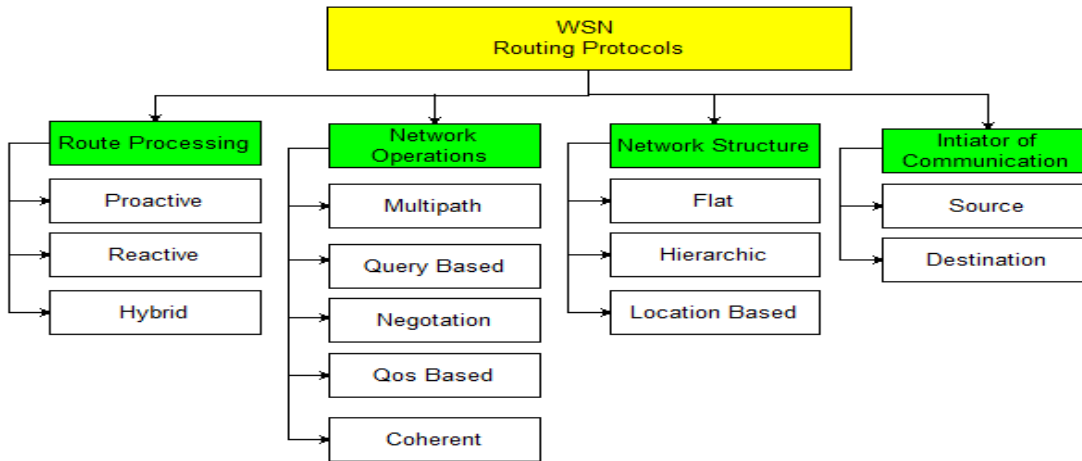 WSN
Routing Protocols
Route Processing
Proactive
Reactive
Hybrid
Network
Operations
Multipath
Query Based
Negotation
Qos Based
Coherent
Network Structure
Flat
Hierarchic
Location Based
Intiator of
Communication
Source
Destination